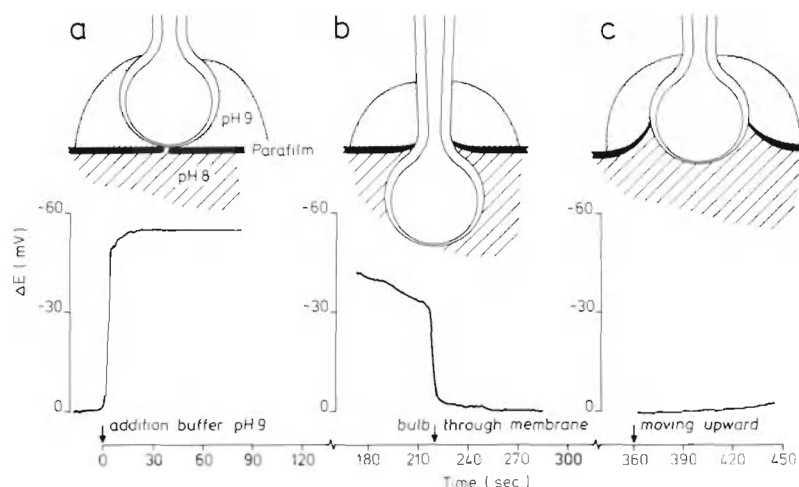 a b c
pH 9
Parafilm
pH 8
-60 -60 -60
ΔE ( mV )
-30 -30 -30
0 0 0
addition buffer pH 9 bulb through membrane moving upward
0 30 60 90 120 180 210 240 270 300 360 390 420 450
Time ( sec )